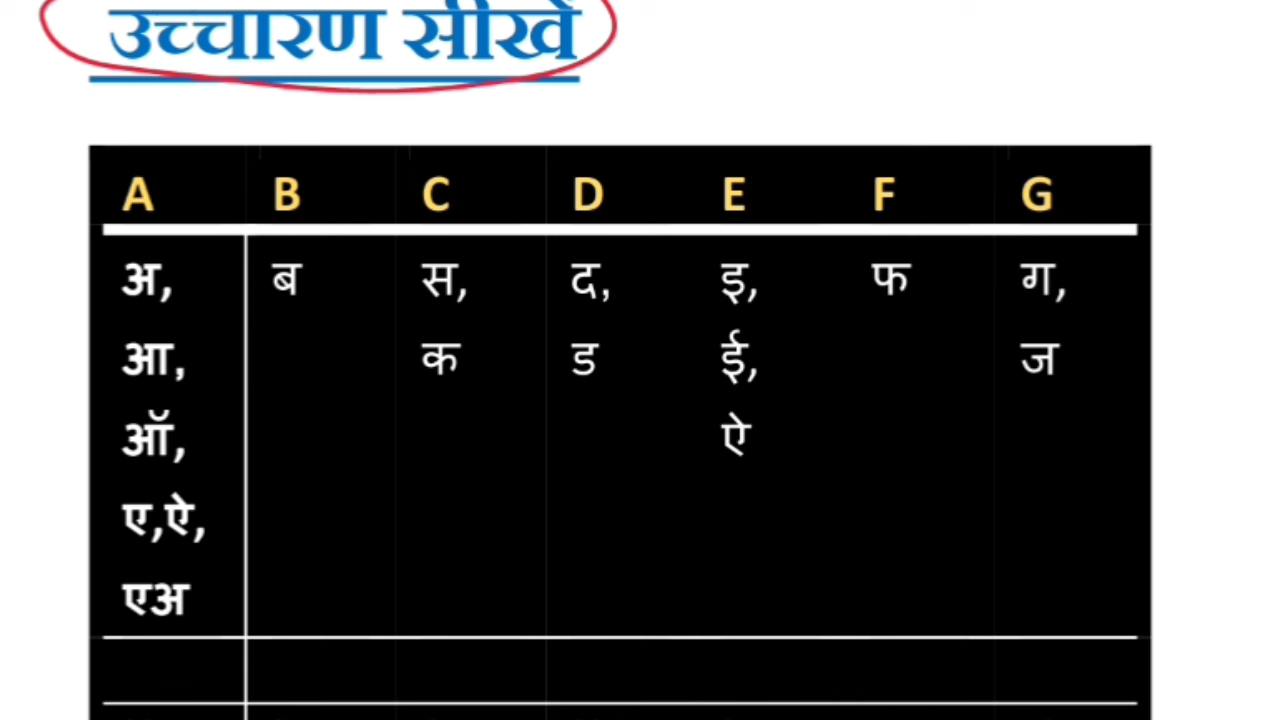 उच्चारण सीखें
A B C D E F G
अ, ब स, द, इ, फ ग,
आ, क ड ई, ज
ऑ, ऐ
ए,ऐ,
एअ